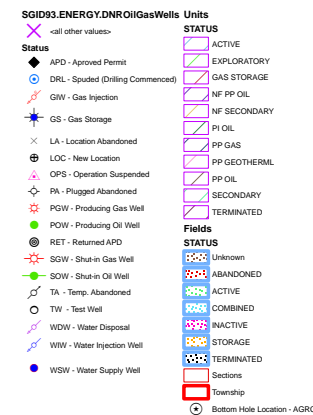 SGID93.ENERGY.DNROilGasWells
<all other values>
Status
APD - Aproved Permit
DRL - Spuded (Drilling Commenced)
GIW - Gas Injection
GS - Gas Storage
LA - Location Abandoned
LOC - New Location
OPS - Operation Suspended
PA - Plugged Abandoned
PGW - Producing Gas Well
POW - Producing Oil Well
RET - Returned APD
SGW - Shut-in Gas Well
SOW - Shut-in Oil Well
TA - Temp. Abandoned
TW - Test Well
WDW - Water Disposal
WIW - Water Injection Well
WSW - Water Supply Well
Units
STATUS
ACTIVE
EXPLORATORY
GAS STORAGE
NF PP OIL
NF SECONDARY
PI OIL
PP GAS
PP GEOTHERML
PP OIL
SECONDARY
TERMINATED
Fields
STATUS
Unknown
ABANDONED
ACTIVE
COMBINED
INACTIVE
STORAGE
TERMINATED
Sections
Township
Bottom Hole Location - AGRC